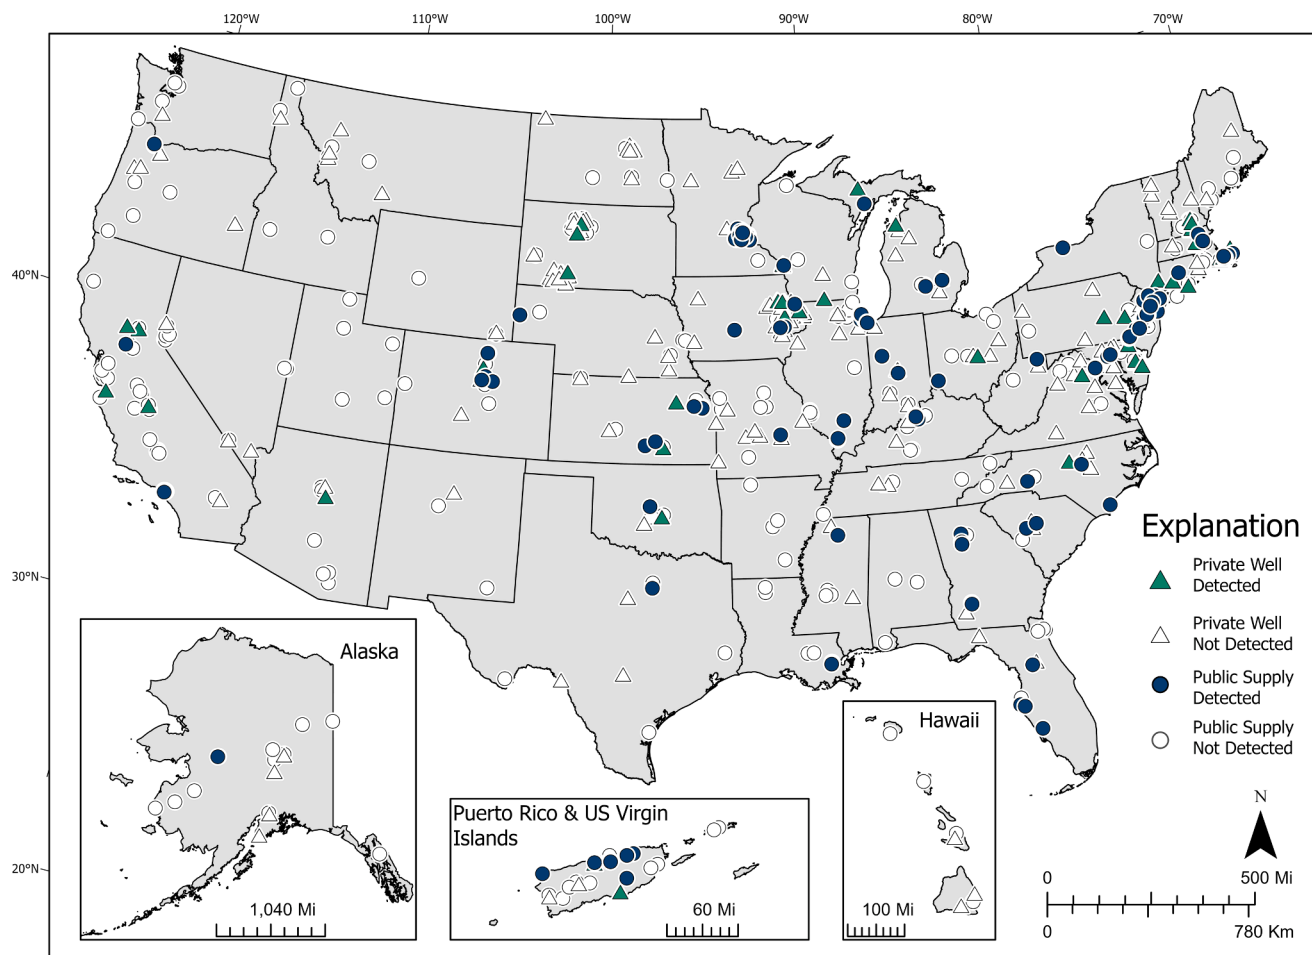 120°W 110°W 100°W 90°W 80°W 70°W
40°N
30°N
20°N
Explanation
Private Well
Detected
Private Well
Not Detected
Public Supply
Detected
Public Supply
Not Detected
Alaska
1,040 Mi
Puerto Rico & US Virgin
Islands
60 Mi
Hawaii
100 Mi
N
0 500 Mi
0 780 Km